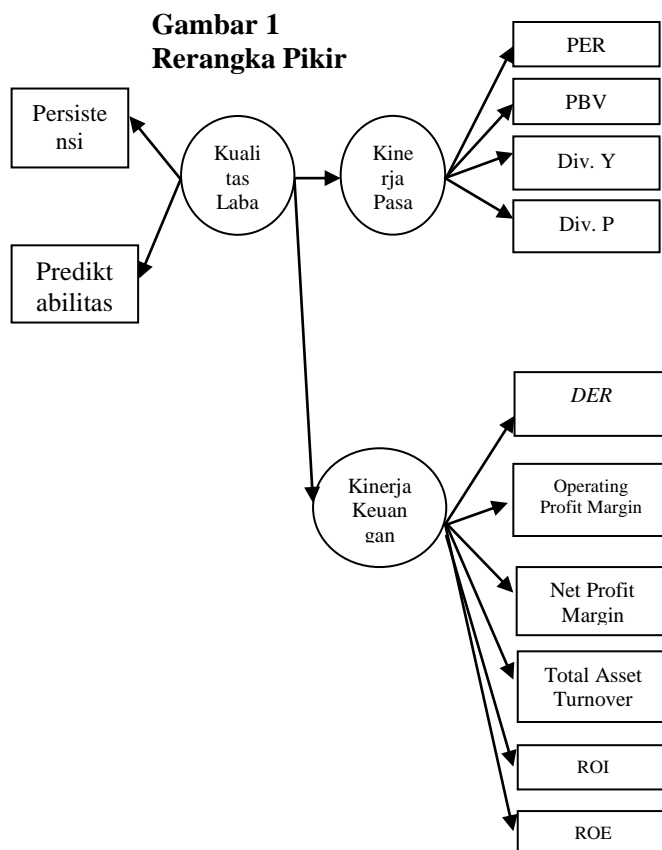 Gambar 1
Rerangka Pikir
Persiste
nsi
Predikt
abilitas
Kuali
tas
Laba
Kine
rja
Pasa
PER
PBV
Div. Y
Div. P
Kinerja
Keuan
gan
DER
Operating
Profit Margin
Net Profit
Margin
Total Asset
Turnover
ROI
ROE